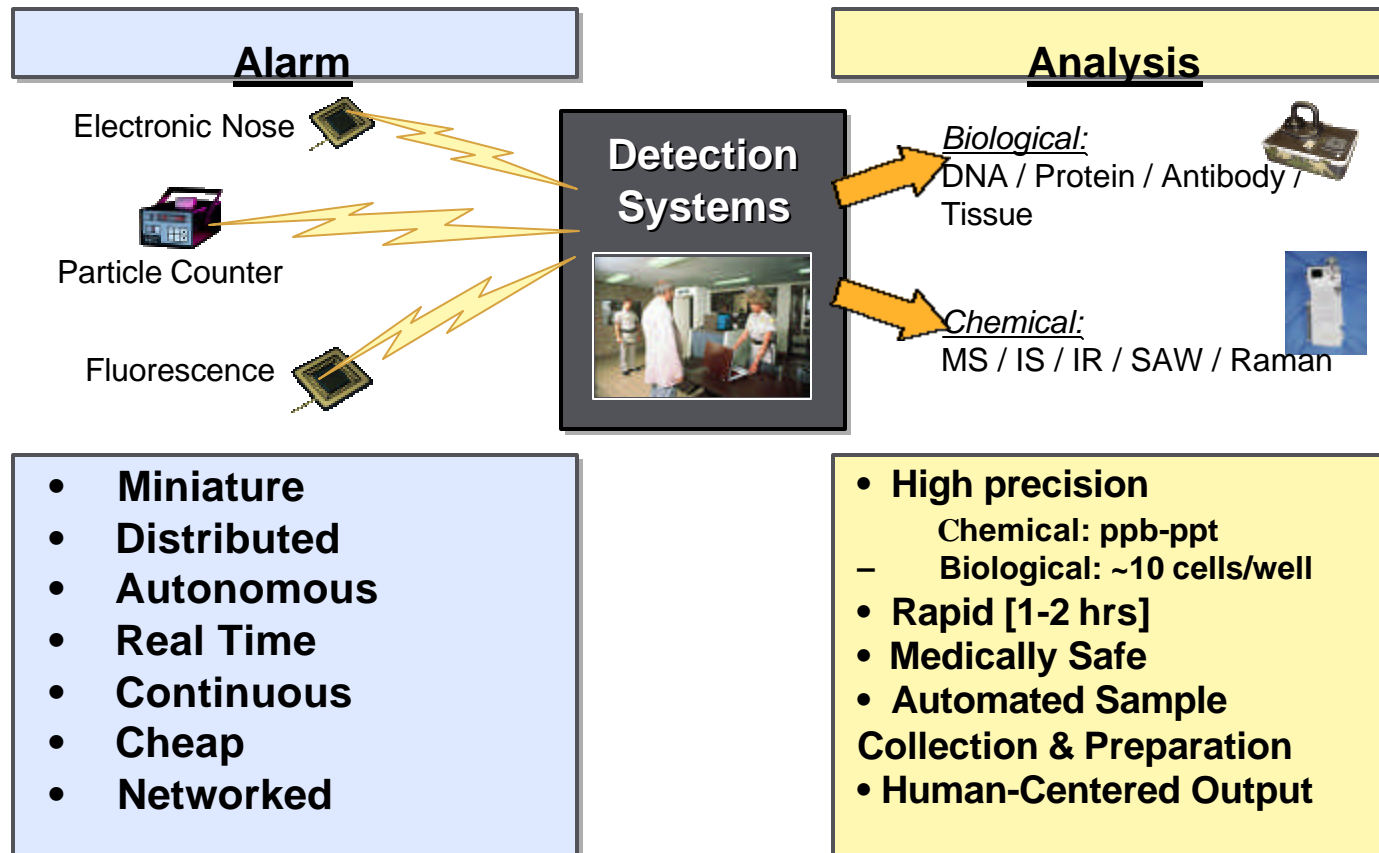 Alarm
Electronic Nose
Particle Counter
Fluorescence
Detection
Systems
Analysis
Biological:
DNA / Protein / Antibody /
Tissue
Chemical:
MS / IS / IR / SAW / Raman
• Miniature
• Distributed
• Autonomous
• Real Time
• Continuous
• Cheap
• Networked
• High precision
Chemical: ppb-ppt
– Biological: ~10 cells/well
• Rapid [1-2 hrs]
• Medically Safe
• Automated Sample
Collection & Preparation
• Human-Centered Output